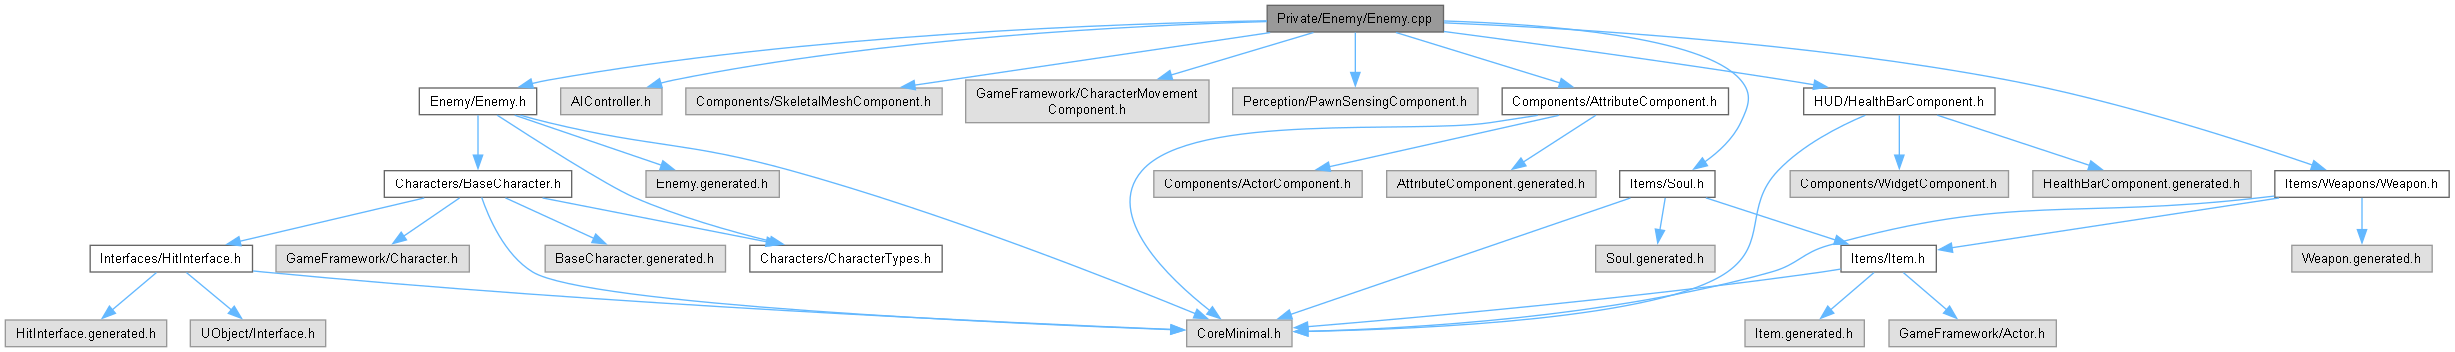 Private/Enemy/Enemy.cpp
Enemy/Enemy.h
AIController.h
Components/SkeletalMeshComponent.h
GameFramework/CharacterMovement
Component.h
Perception/PawnSensingComponent.h
Components/AttributeComponent.h
HUD/HealthBarComponent.h
Characters/BaseCharacter.h
Enemy.generated.h
Components/ActorComponent.h
AttributeComponent.generated.h
Items/Soul.h
Components/WidgetComponent.h
HealthBarComponent.generated.h
Items/Weapons/Weapon.h
Interfaces/HitInterface.h
GameFramework/Character.h
BaseCharacter.generated.h
Characters/CharacterTypes.h
Soul.generated.h
Items/Item.h
Weapon.generated.h
HitInterface.generated.h
UObject/Interface.h
CoreMinimal.h
Item.generated.h
GameFramework/Actor.h